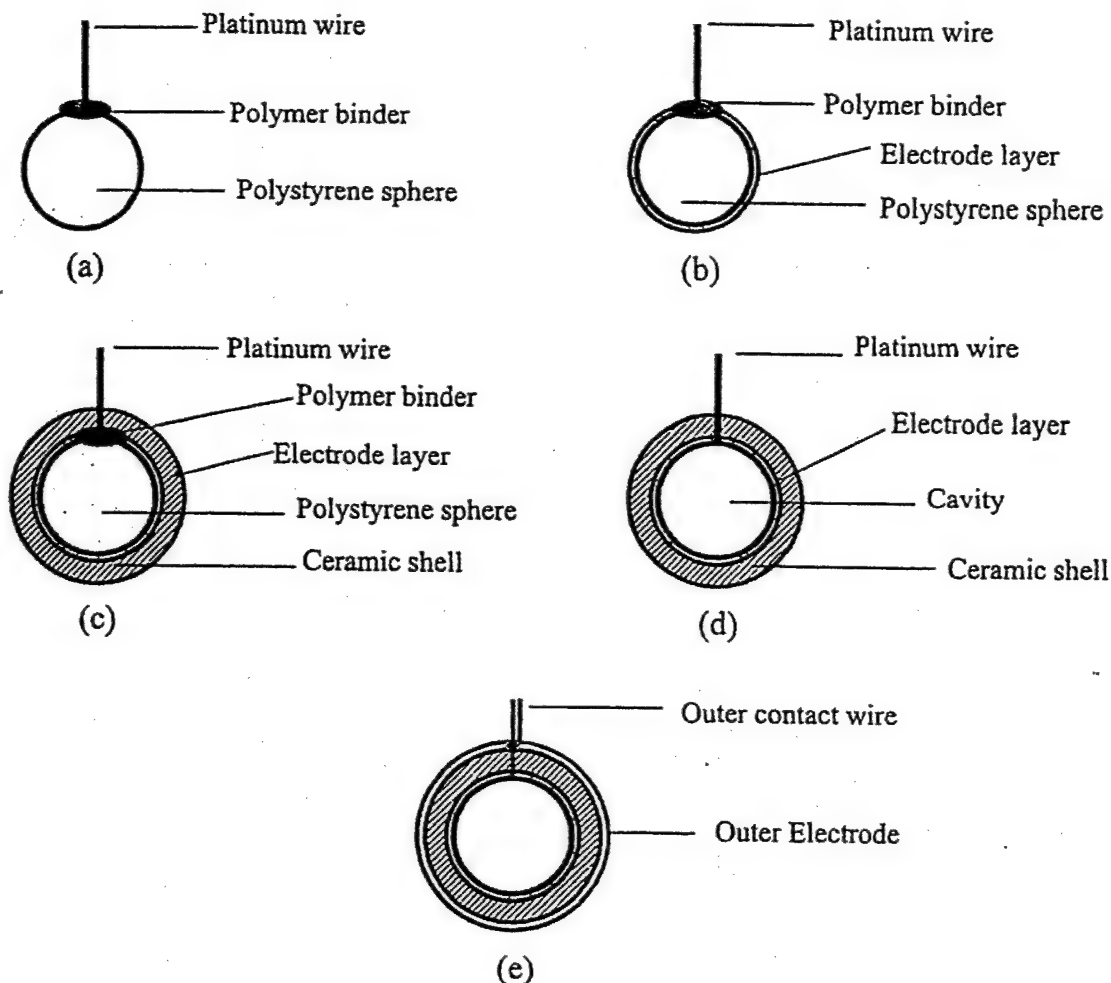 Platinum wire
Polymer binder
Polystyrene sphere
(a)
Platinum wire
Polymer binder
Electrode layer
Polystyrene sphere
(b)
Platinum wire
Polymer binder
Electrode layer
Polystyrene sphere
Ceramic shell
(c)
Platinum wire
Electrode layer
Cavity
Ceramic shell
(d)
Outer contact wire
Outer Electrode
(e)